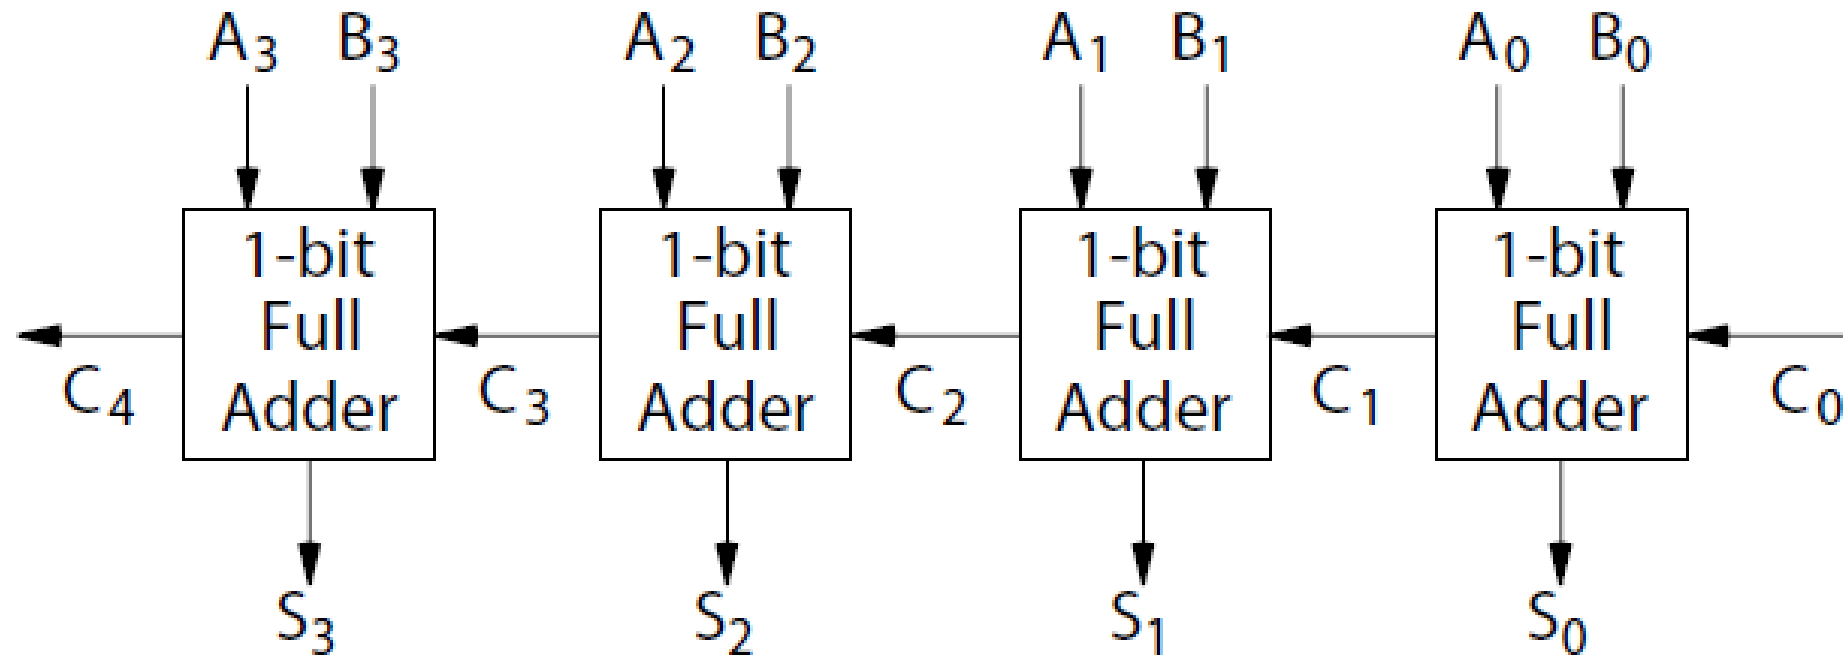 A3 B3 A2 B2 A1 B1 A0 B0
1-bit Full Adder
1-bit Full Adder
1-bit Full Adder
1-bit Full Adder
C4 C3 C2 C1 C0
S3 S2 S1 S0